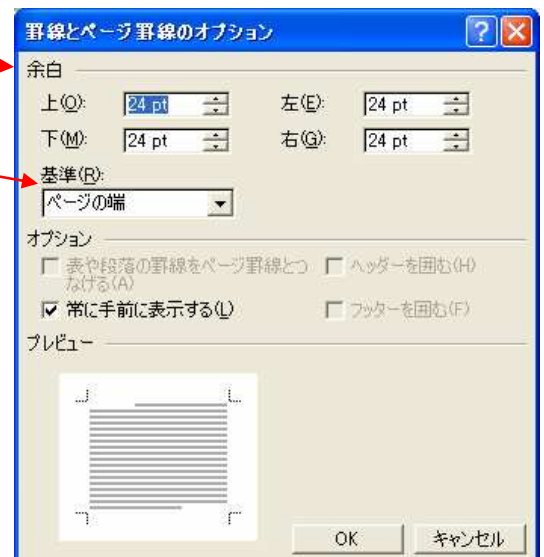 罫線とページ罫線のオプション
余白
上(O): 24 pt 左(E): 24 pt
下(M): 24 pt 右(G): 24 pt
基準(R):
ページの端
オプション
表や段落の罫線をページ罫線とつ ヘッダーを囲む(H)
なげる(A)
常に手前に表示する(L) フッターを囲む(F)
プレビュー
OK キャンセル